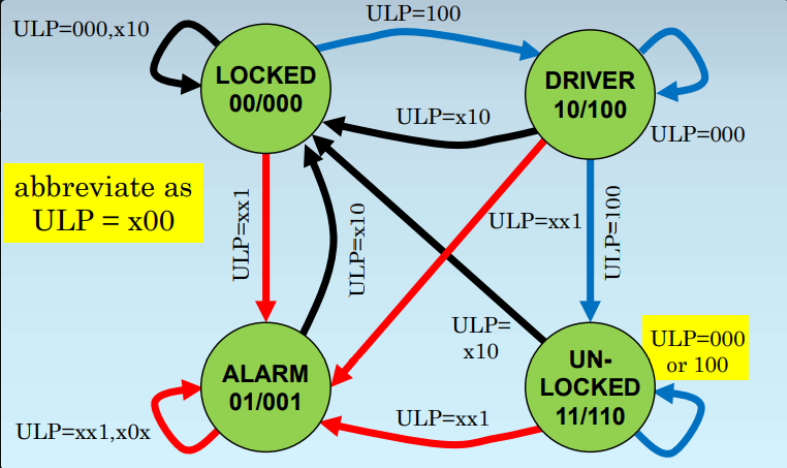 ULP=000,x10
ULP=100
LOCKED
00/000
DRIVER
10/100
ULP=x10
ULP=000
abbreviate as
ULP = x00
ULP=xx1
ULP=x10
ULP=xx1
ULP=100
ULP=
x10
ULP=000
or 100
ALARM
01/001
UN-
LOCKED
11/110
ULP=xx1
ULP=xx1,x0x